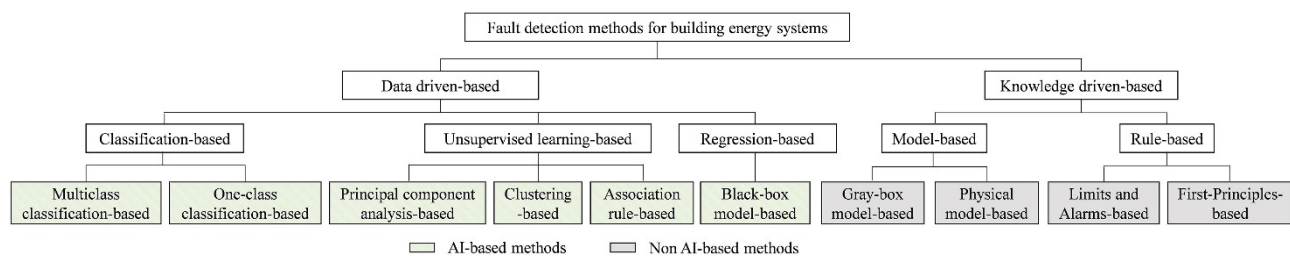 Fault detection methods for building energy systems
Data driven-based
Knowledge driven-based
Classification-based
Unsupervised learning-based
Regression-based
Model-based
Rule-based
Multiclass
classification-based
One-class
classification-based
Principal component
analysis-based
Clustering
-based
Association
rule-based
Black-box
model-based
Gray-box
model-based
Physical
model-based
Limits and
Alarms-based
First-Principles-
based
AI-based methods
Non AI-based methods